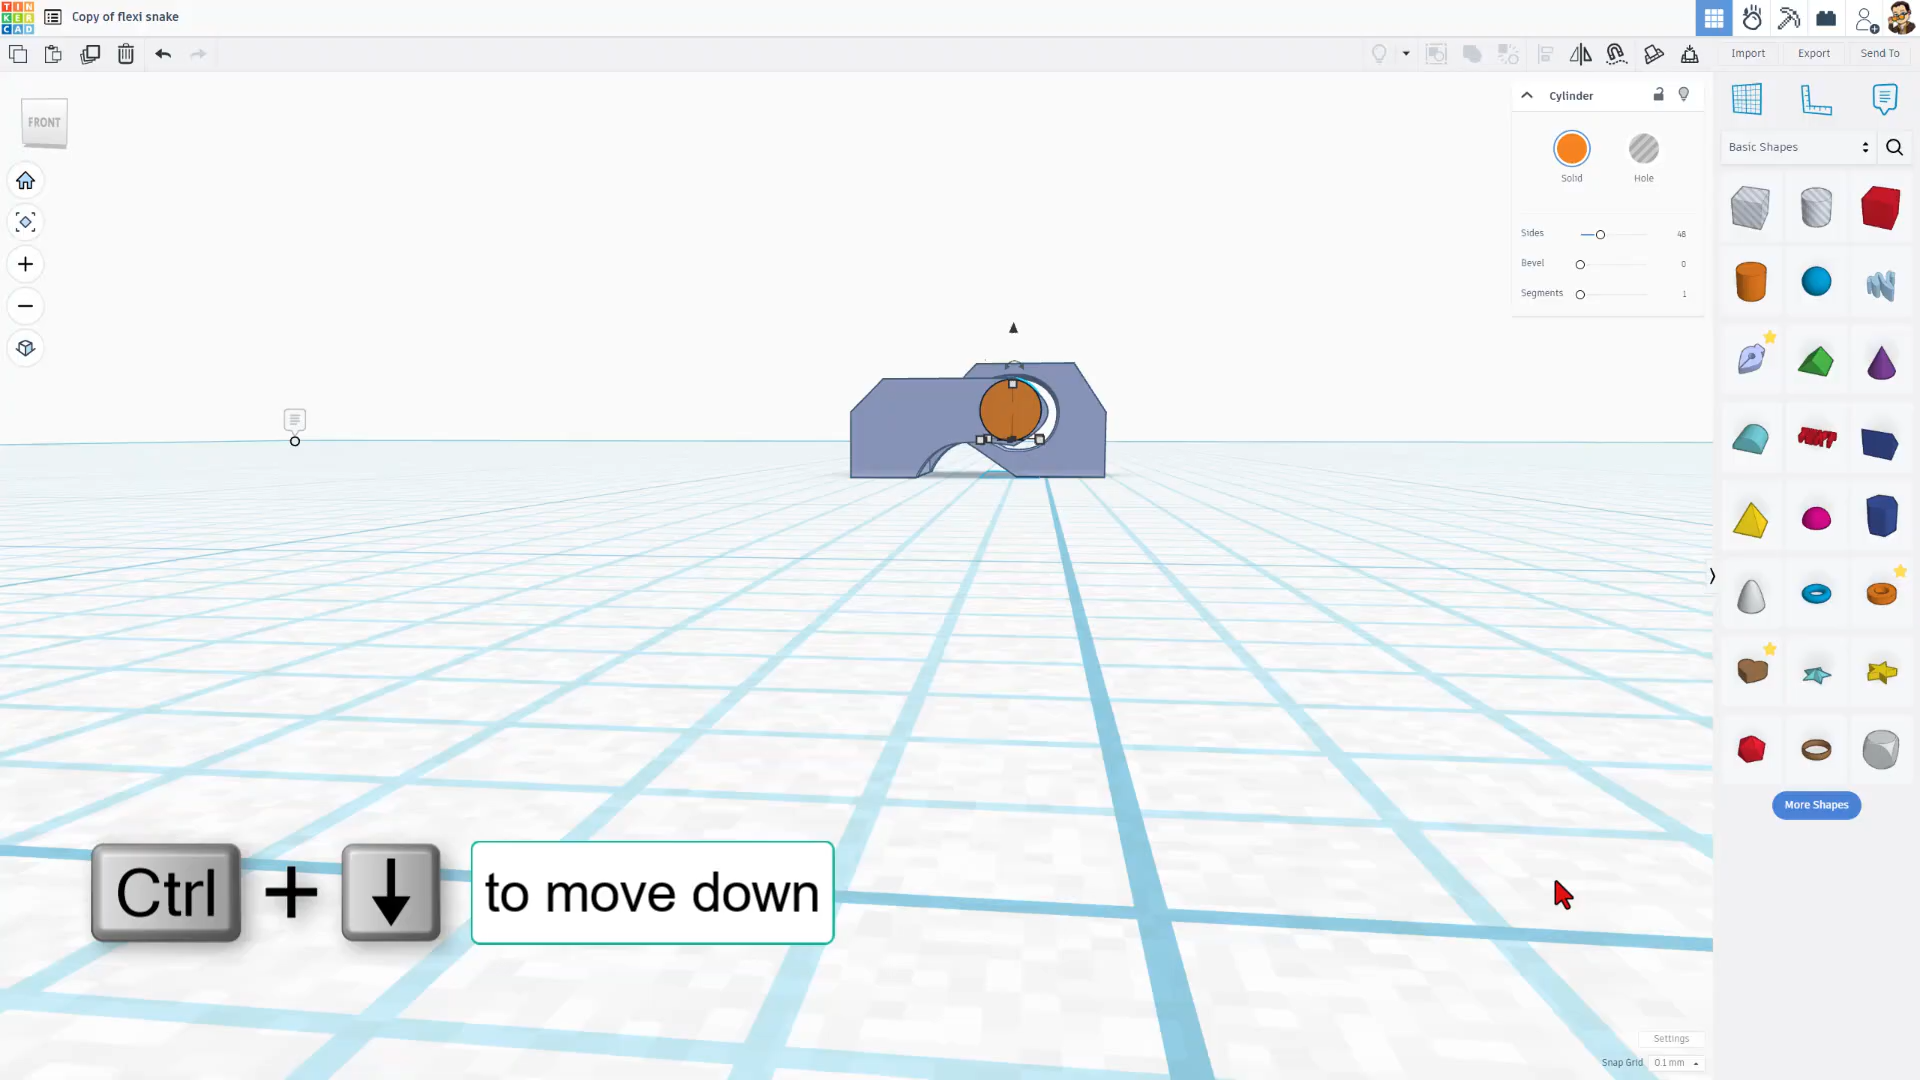 TIN
KER
CAD
Copy of flexi snake
Import
Export
Send To
FRONT
Cylinder
Solid
Hole
Sides
48
Bevel
0
Segments
1
Basic Shapes
More Shapes
Ctrl + ↓ to move down
Settings
Snap Grid 0.1 mm